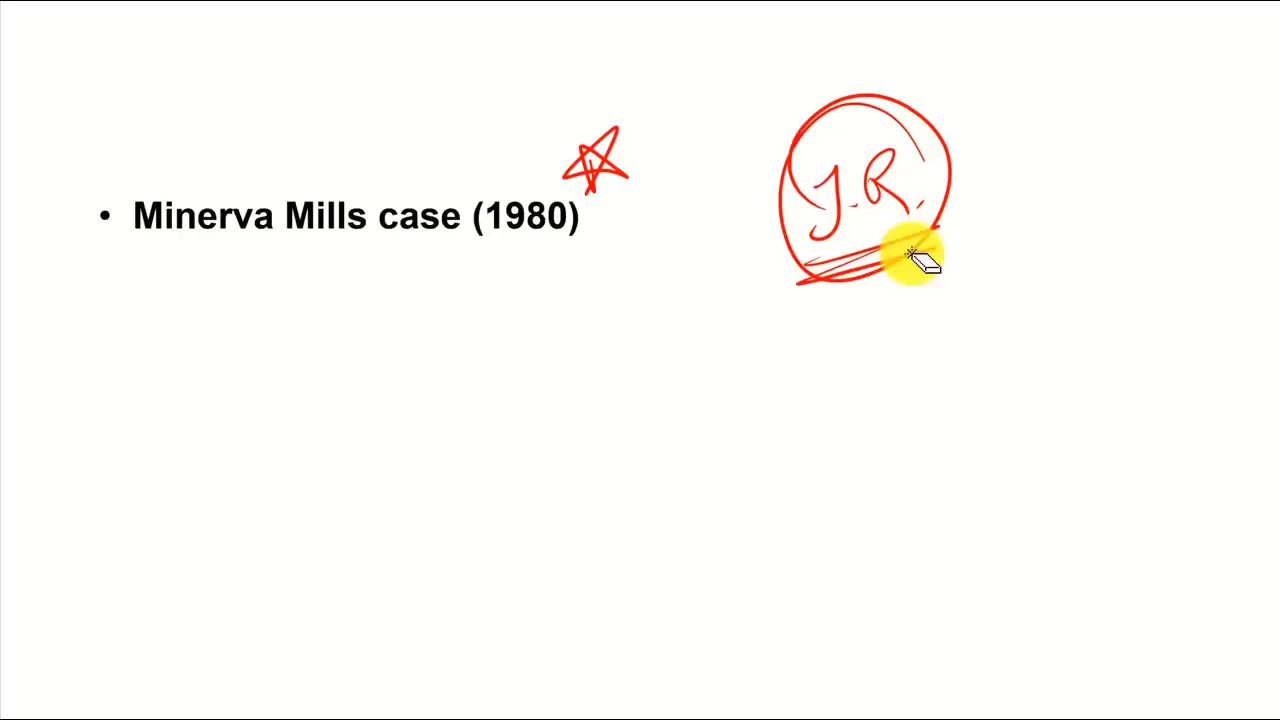 • Minerva Mills case (1980)
J.R.